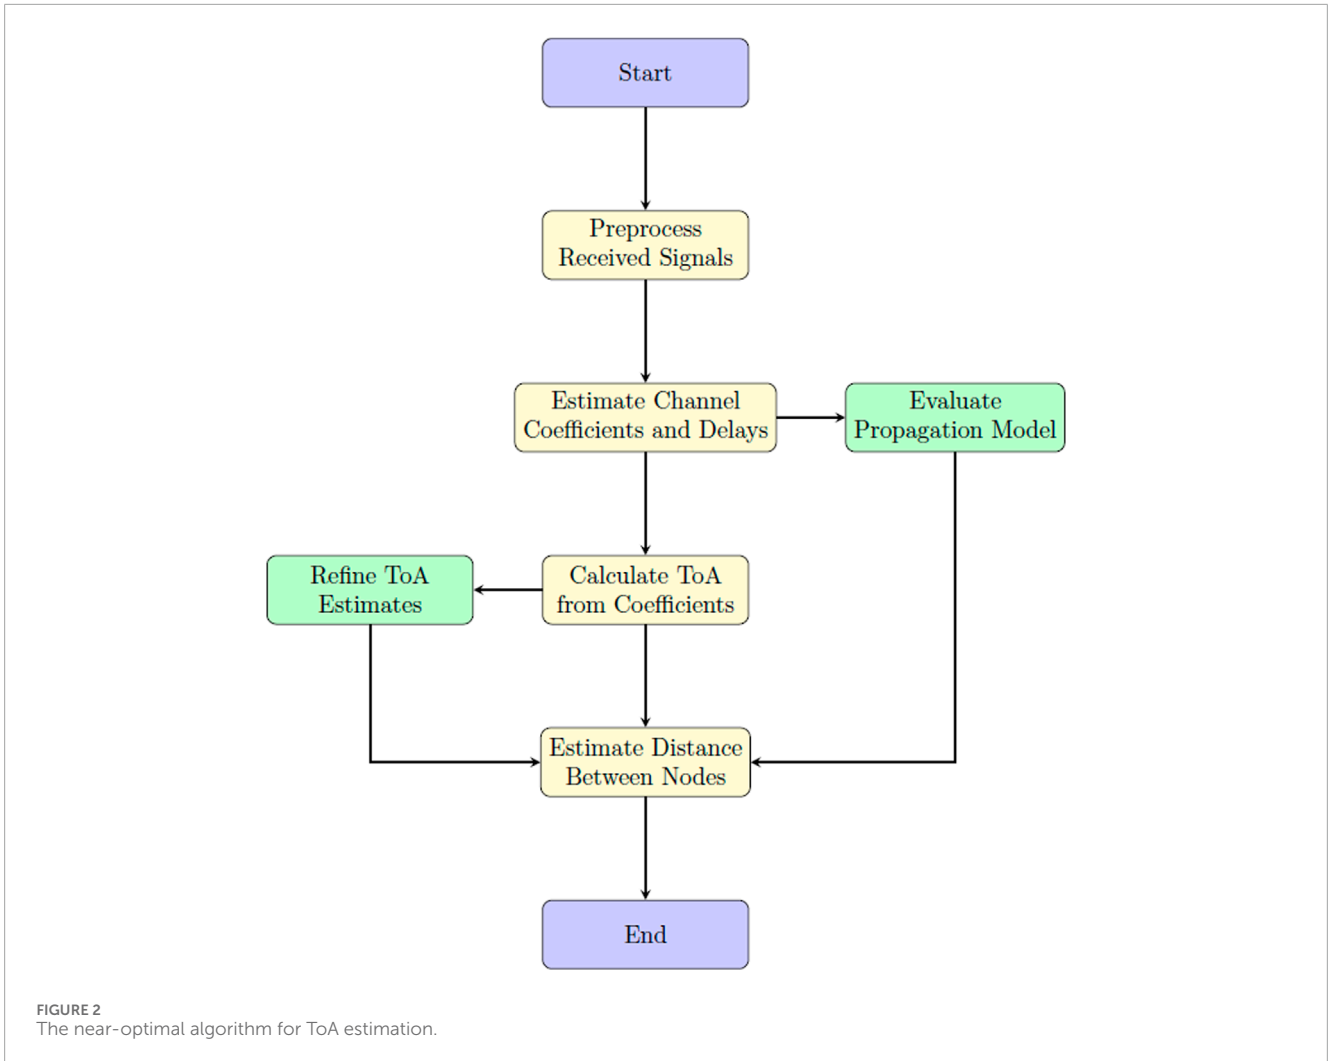 Start
Preprocess
Received Signals
Estimate Channel
Coefficients and Delays
Evaluate
Propagation Model
Refine ToA
Estimates
Calculate ToA
from Coefficients
Estimate Distance
Between Nodes
End
FIGURE 2
The near-optimal algorithm for ToA estimation.